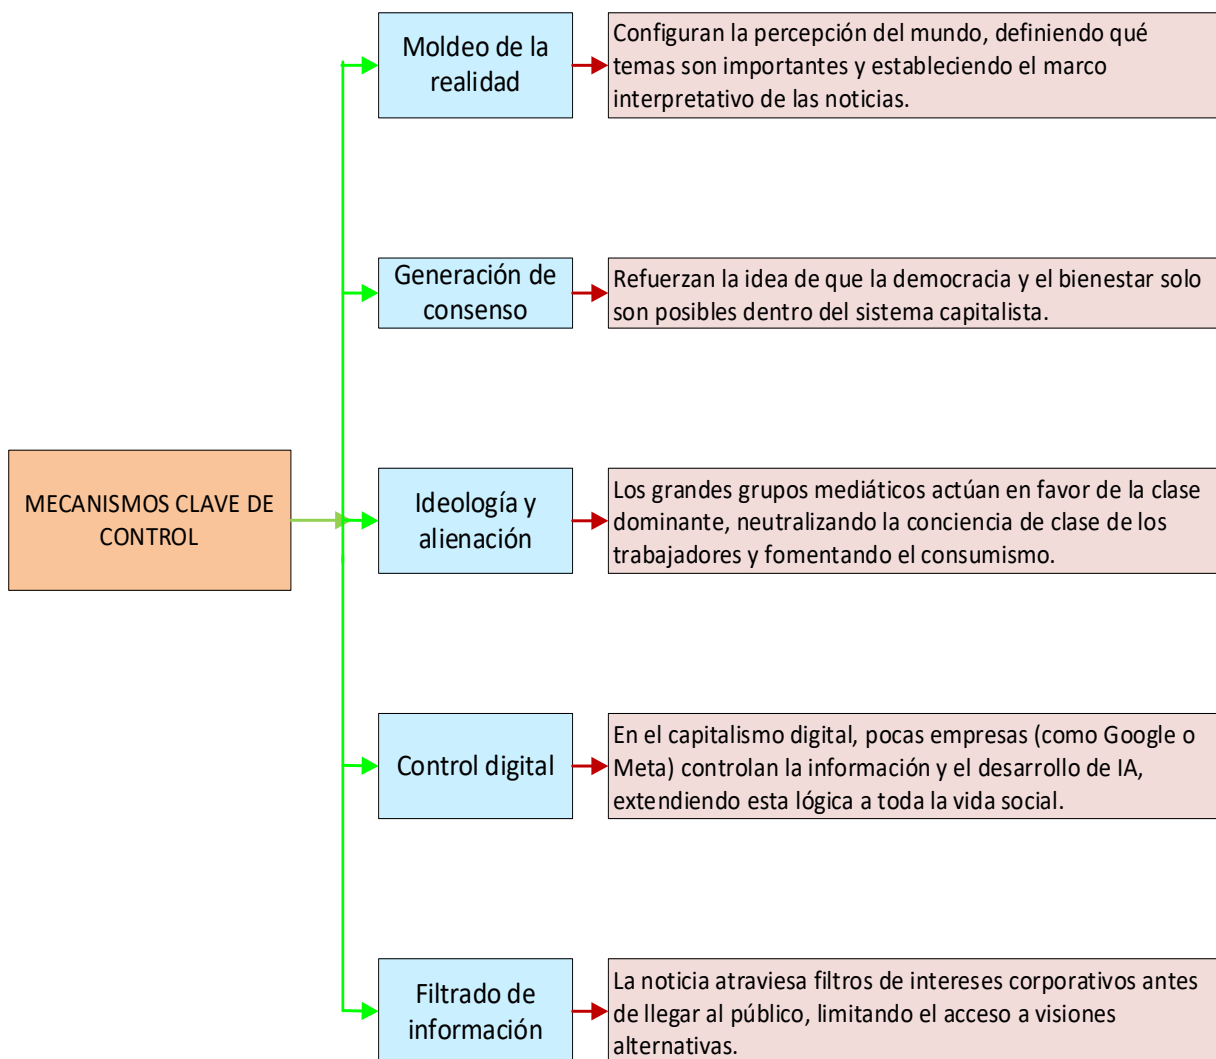 Moldeo de la
realidad
Configuran la percepción del mundo, definiendo qué
temas son importantes y estableciendo el marco
interpretativo de las noticias.
Generación de
consenso
Refuerzan la idea de que la democracia y el bienestar solo
son posibles dentro del sistema capitalista.
MECANISMOS CLAVE DE
CONTROL
Ideología y
alienación
Los grandes grupos mediáticos actúan en favor de la clase
dominante, neutralizando la conciencia de clase de los
trabajadores y fomentando el consumismo.
Control digital
En el capitalismo digital, pocas empresas (como Google o
Meta) controlan la información y el desarrollo de IA,
extendiendo esta lógica a toda la vida social.
Filtrado de
información
La noticia atraviesa filtros de intereses corporativos antes
de llegar al público, limitando el acceso a visiones
alternativas.